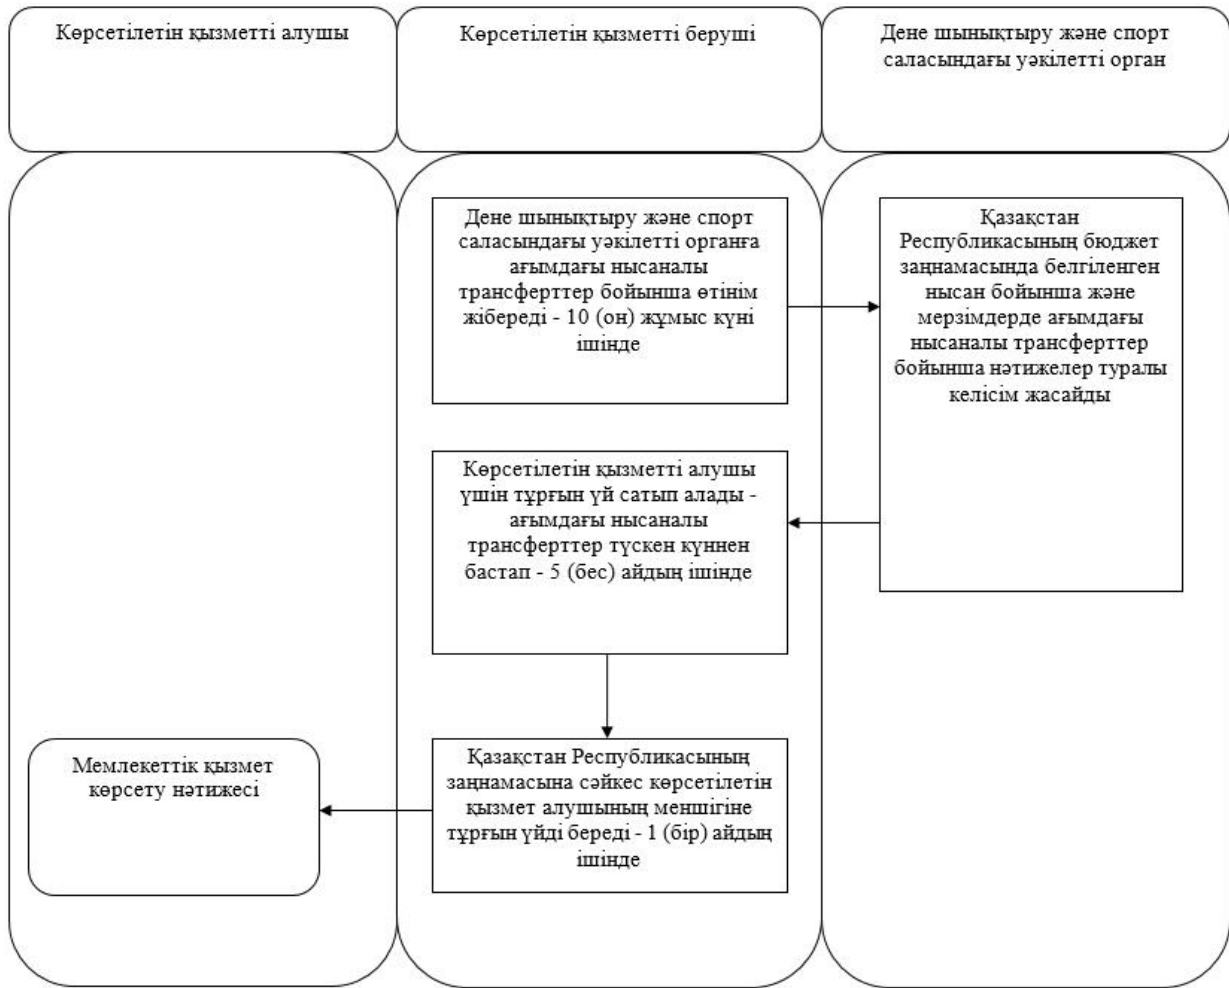 Көрсетілетін қызметті алушы
Көрсетілетін қызметті беруші
Дене шынықтыру және спорт
саласындағы уәкілетті орган
Дене шынықтыру және спорт
саласындағы уәкілетті органға
ағымдағы нысаналы
трансферттер бойынша өтінім
жібереді - 10 (он) жұмыс күні
ішінде
Қазақстан
Республикасының бюджет
заңнамасында белгіленген
нысан бойынша және
мерзімдерде ағымдағы
нысаналы трансферттер
бойынша нәтижелер туралы
келісім жасайды
Көрсетілетін қызметті алушы
үшін тұрғын үй сатып алады -
ағымдағы нысаналы
трансферттер түскен күннен
бастап - 5 (бес) айдың ішінде
Қазақстан Республикасының
заңнамасына сәйкес көрсетілетін
қызмет алушының меншігіне
тұрғын үйді береді - 1 (бір) айдың
ішінде
Мемлекеттік қызмет
көрсету нәтижесі